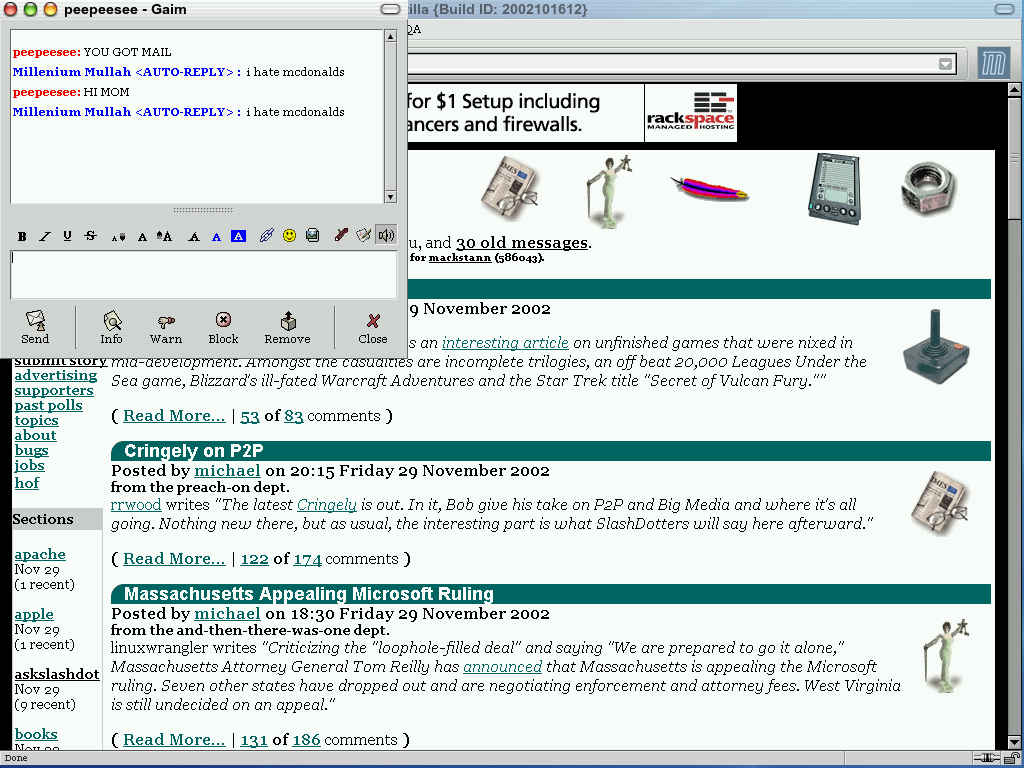 peepeesee - Gaim
peepeesee: YOU GOT MAIL
Millenium Mullah <AUTO-REPLY> : i hate mcdonalds
peepeesee: HI MOM
Millenium Mullah <AUTO-REPLY> : i hate mcdonalds
B I U S A A A A A A
Send Info Warn Block Remove Close
illa {Build ID: 2002101612}
QA
for $1 Setup including
ancers and firewalls.
rackspace
MANAGED HOSTING
TIMES
u, and 30 old messages.
for mackstann (586043).
submit story
advertising
supporters
past polls
topics
about
bugs
jobs
hof
Sections
apache
Nov 29
(1 recent)
apple
Nov 29
(1 recent)
askslashdot
Nov 29
(9 recent)
books
Nov 29
9 November 2002
s an interesting article on unfinished games that were nixed in
mid-development. Amongst the casualties are incomplete trilogies, an off beat 20,000 Leagues Under the
Sea game, Blizzard's ill-fated Warcraft Adventures and the Star Trek title "Secret of Vulcan Fury.""
( Read More... | 53 of 83 comments )
Cringely on P2P
Posted by michael on 20:15 Friday 29 November 2002
from the preach-on dept.
rrwood writes "The latest Cringely is out. In it, Bob give his take on P2P and Big Media and where it's all
going. Nothing new there, but as usual, the interesting part is what SlashDotters will say here afterward."
( Read More... | 122 of 174 comments )
Massachusetts Appealing Microsoft Ruling
Posted by michael on 18:30 Friday 29 November 2002
from the and-then-there-was-one dept.
linuxwrangler writes "Criticizing the "loophole-filled deal" and saying "We are prepared to go it alone,"
Massachusetts Attorney General Tom Reilly has announced that Massachusetts is appealing the Microsoft
ruling. Seven other states have dropped out and are negotiating enforcement and attorney fees. West Virginia
is still undecided on an appeal."
( Read More... | 131 of 186 comments )
Done